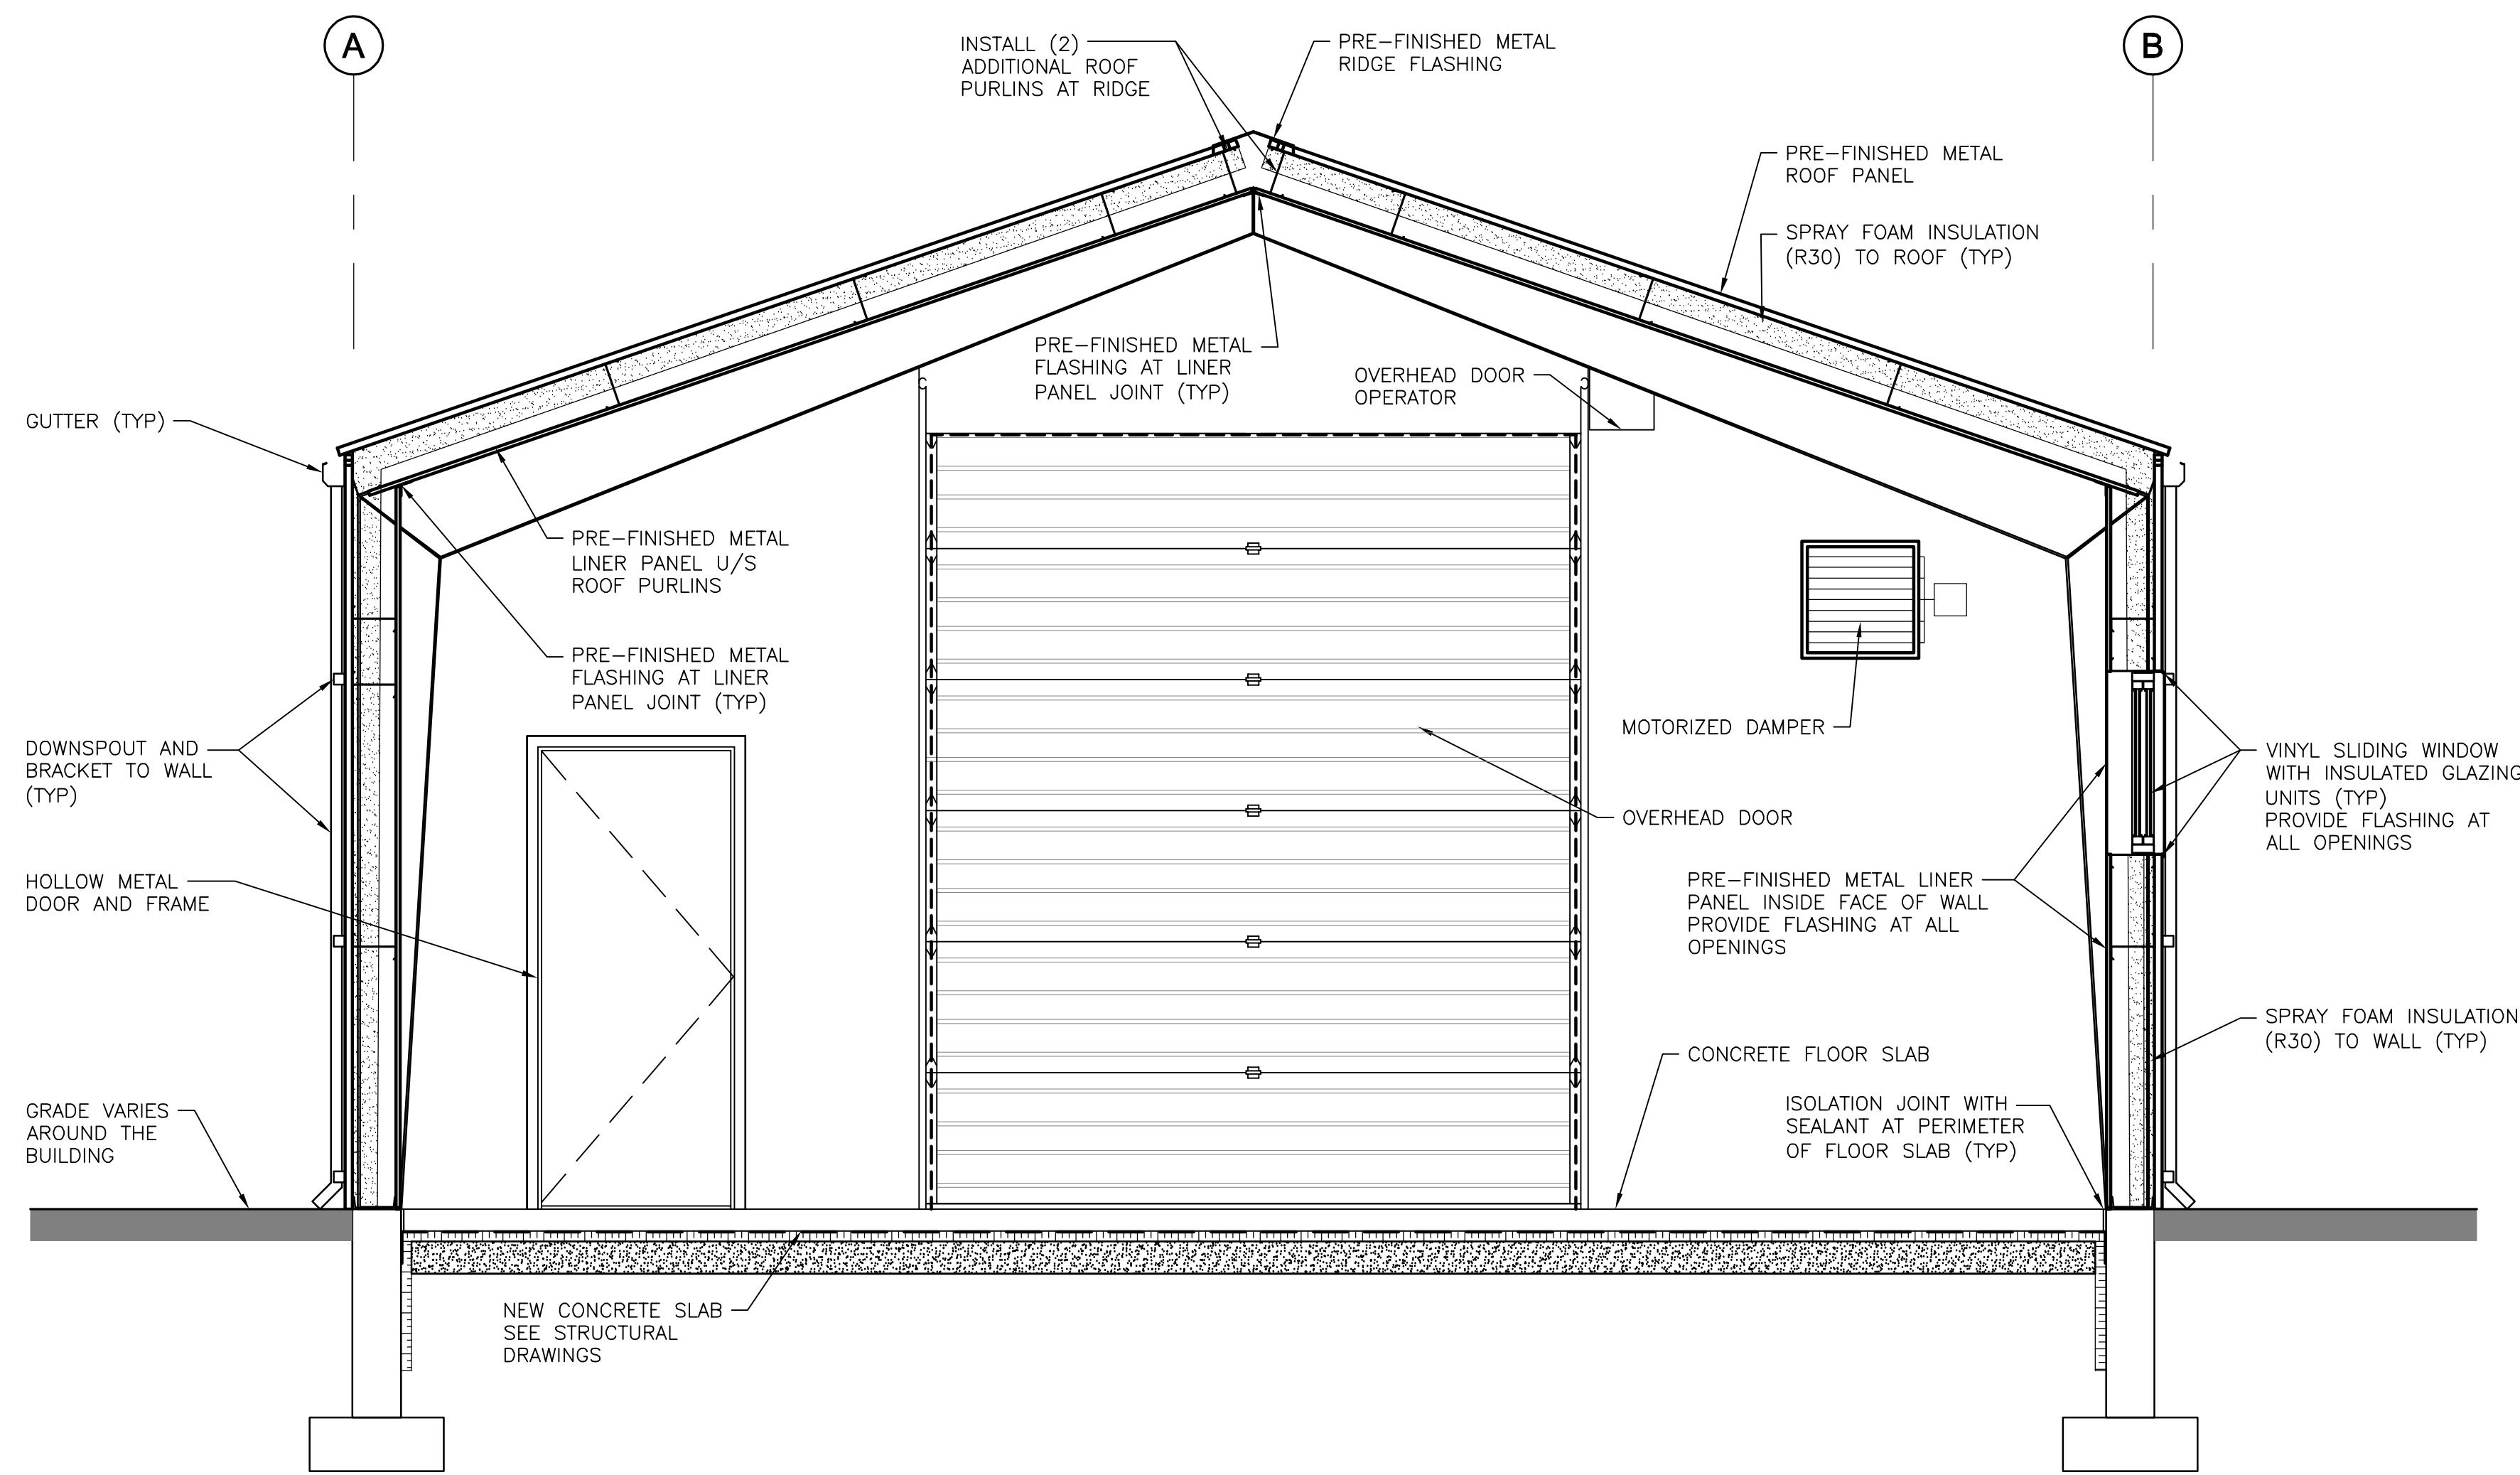 A
B
INSTALL (2)
ADDITIONAL ROOF
PURLINS AT RIDGE
PRE-FINISHED METAL
RIDGE FLASHING
PRE-FINISHED METAL
ROOF PANEL
SPRAY FOAM INSULATION
(R30) TO ROOF (TYP)
PRE-FINISHED METAL
FLASHING AT LINER
PANEL JOINT (TYP)
OVERHEAD DOOR
OPERATOR
GUTTER (TYP)
PRE-FINISHED METAL
LINER PANEL U/S
ROOF PURLINS
PRE-FINISHED METAL
FLASHING AT LINER
PANEL JOINT (TYP)
MOTORIZED DAMPER
DOWNSPOUT AND
BRACKET TO WALL
(TYP)
VINYL SLIDING WINDOW
WITH INSULATED GLAZING
UNITS (TYP)
PROVIDE FLASHING AT
ALL OPENINGS
OVERHEAD DOOR
HOLLOW METAL
DOOR AND FRAME
PRE-FINISHED METAL LINER
PANEL INSIDE FACE OF WALL
PROVIDE FLASHING AT ALL
OPENINGS
SPRAY FOAM INSULATION
(R30) TO WALL (TYP)
CONCRETE FLOOR SLAB
GRADE VARIES
AROUND THE
BUILDING
ISOLATION JOINT WITH
SEALANT AT PERIMETER
OF FLOOR SLAB (TYP)
NEW CONCRETE SLAB
SEE STRUCTURAL
DRAWINGS